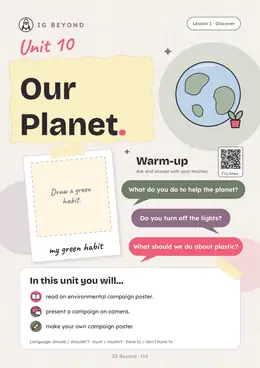 IG BEYOND
Lesson 1 · Discover
Unit 10
Our
Planet.
Warm-up
Ask and answer with your teacher.
What do you do to help the planet?
Do you turn off the lights?
What should we do about plastic?
Draw a green
habit.
my green habit
In this unit you will...
read an environmental campaign poster.
present a campaign on camera.
make your own campaign poster.
Language: should / shouldn't · must / mustn't · have to / don't have to
IG Beyond · 114